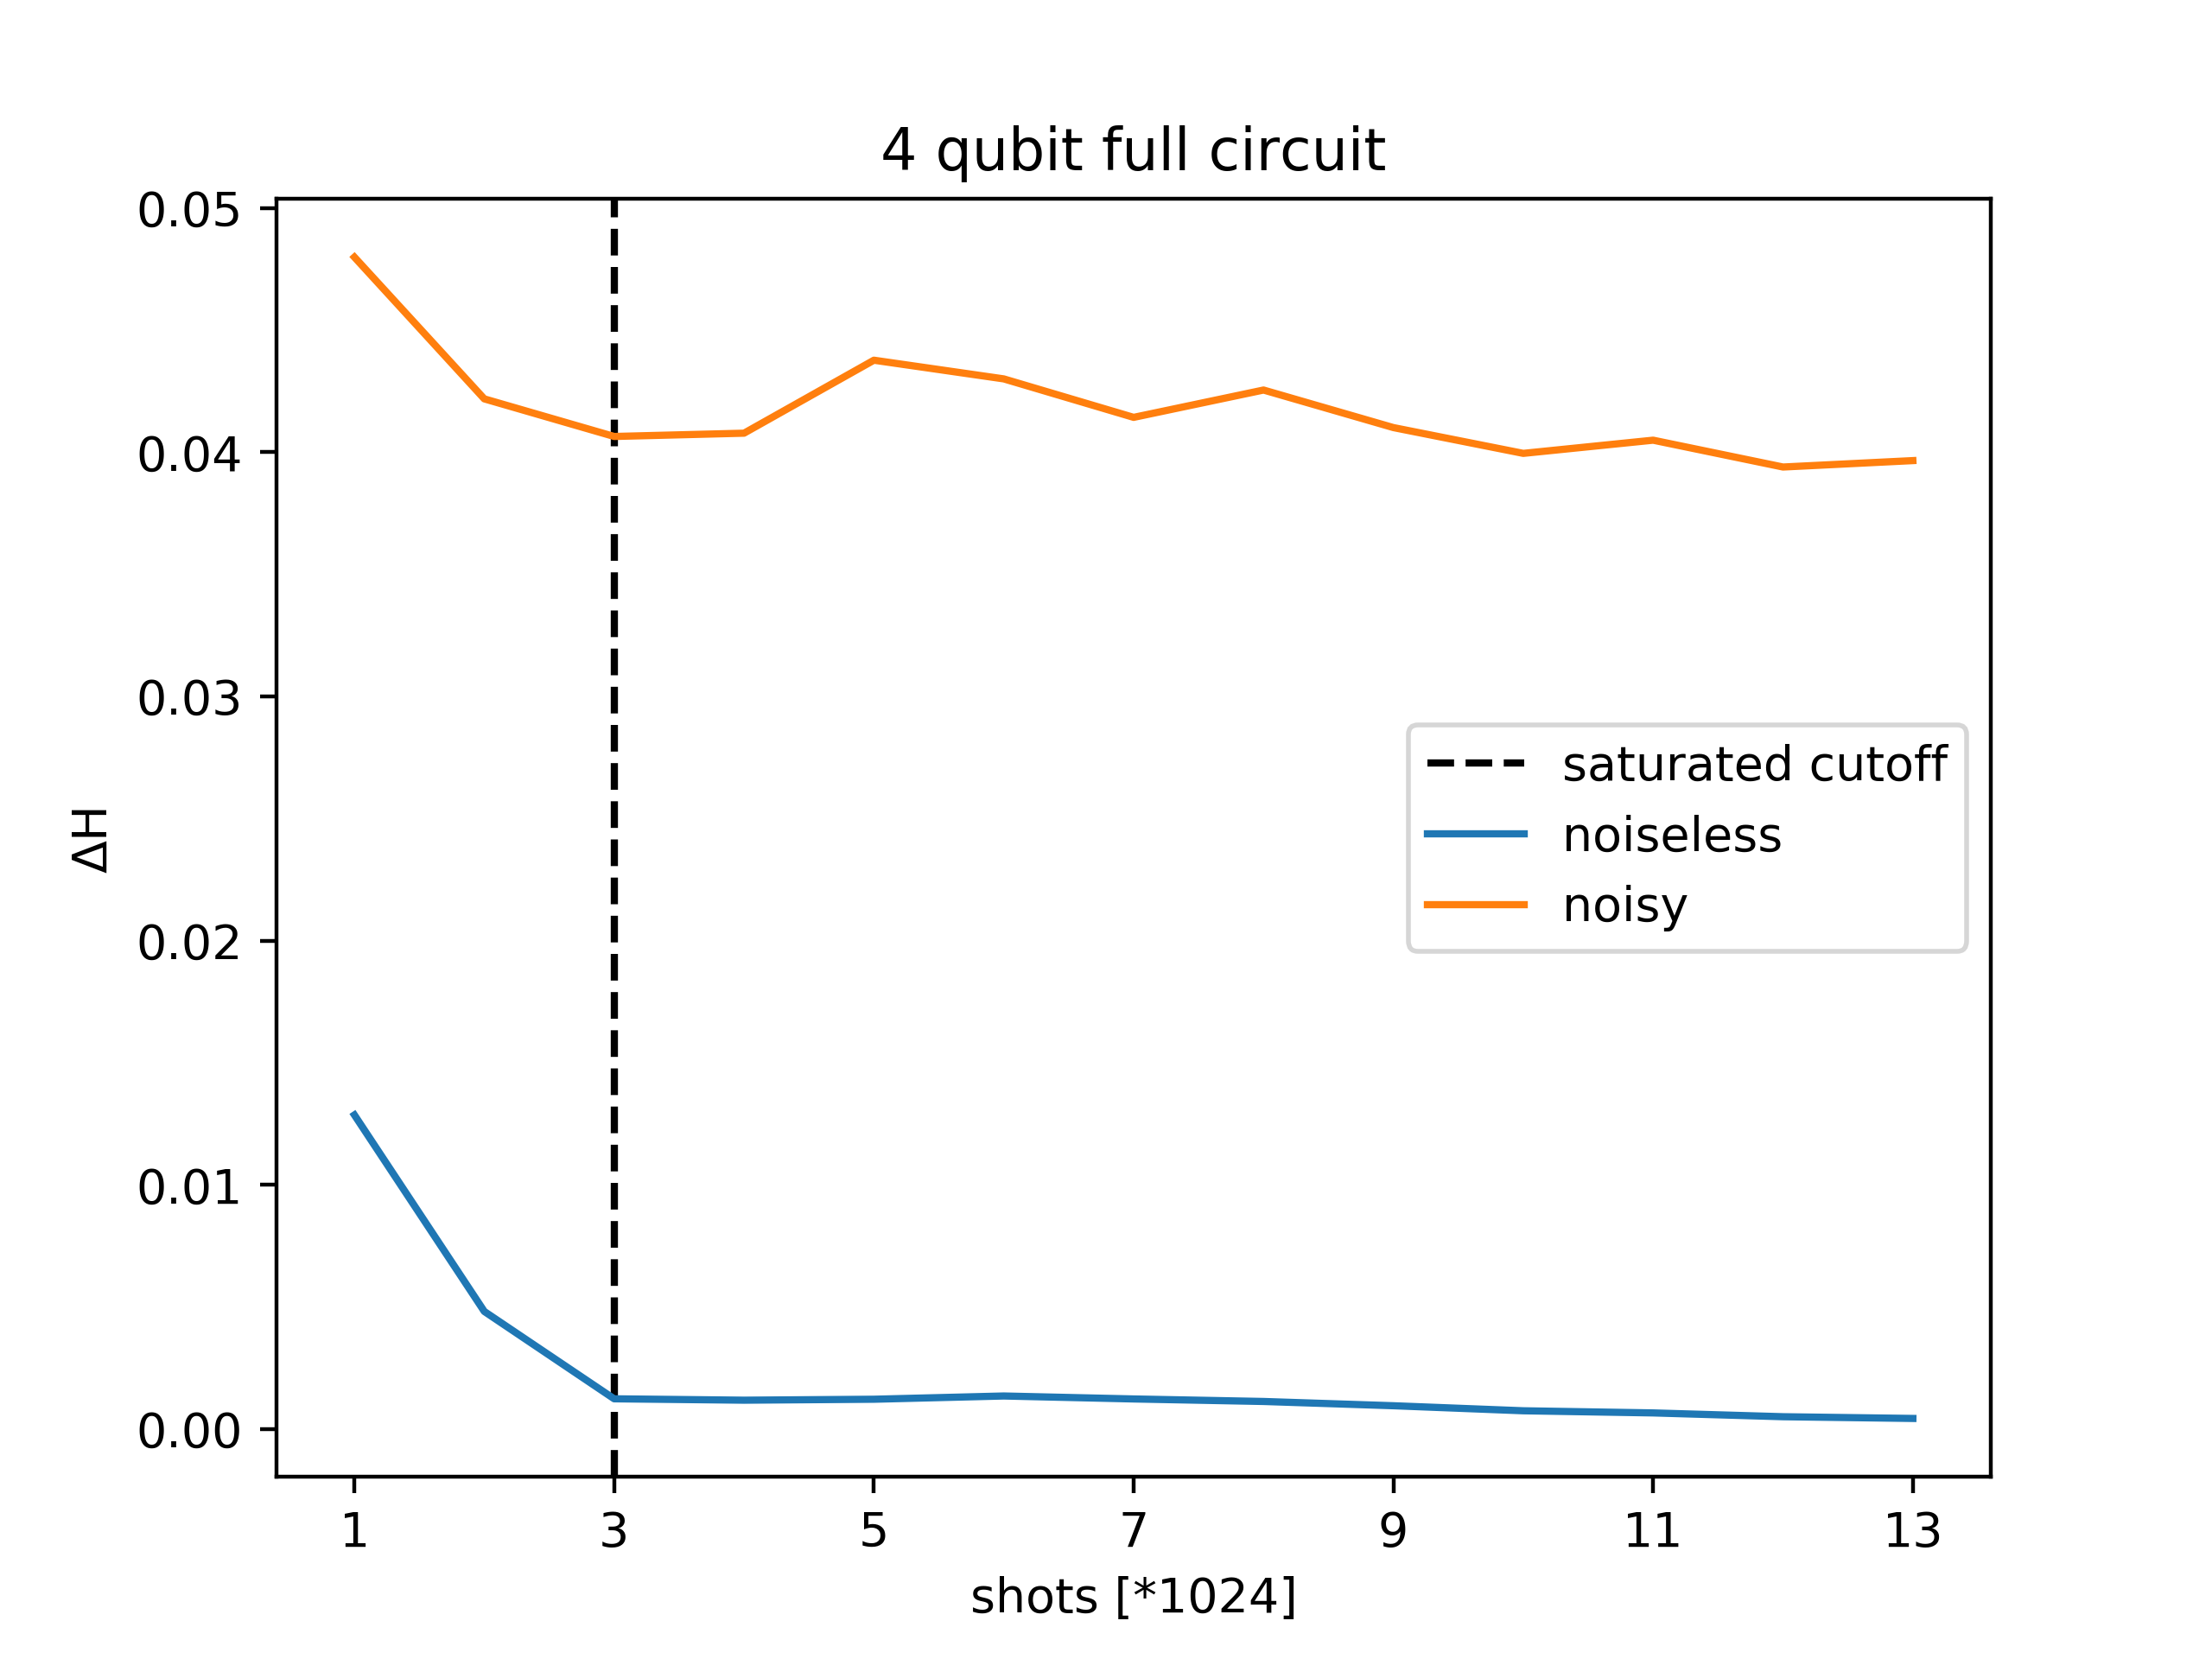 4 qubit full circuit
0.05
0.04
0.03
0.02
0.01
0.00
ΔH
saturated cutoff
noiseless
noisy
1 3 5 7 9 11 13
shots [*1024]